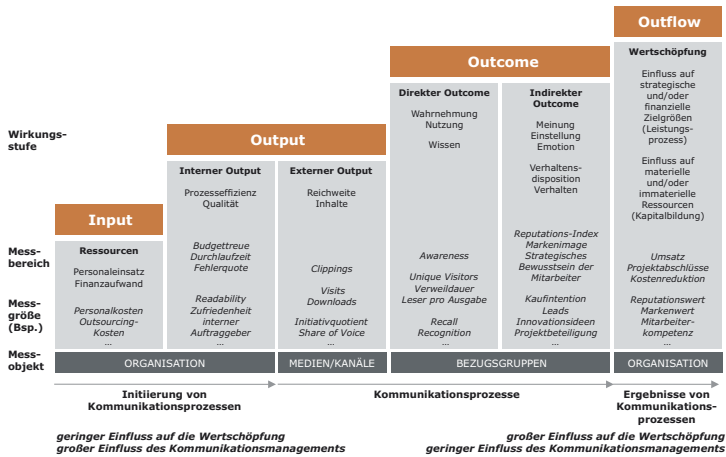 Wirkungs-
stufe
Mess-
bereich
Mess-
größe
(Bsp.)
Mess-
objekt
Input
Ressourcen
Personaleinsatz
Finanzaufwand
Personalkosten
Outsourcing-
Kosten
...
Output
Interner Output
Prozesseffizienz
Qualität
Budgettreue
Durchlaufzeit
Fehlerquote
Readability
Zufriedenheit
interner
Auftraggeber
...
Externer Output
Reichweite
Inhalte
Clippings
Visits
Downloads
Initiativquotient
Share of Voice
...
Outcome
Direkter Outcome
Wahrnehmung
Nutzung
Wissen
Awareness
Unique Visitors
Verweildauer
Leser pro Ausgabe
Recall
Recognition
...
Indirekter
Outcome
Meinung
Einstellung
Emotion
Verhaltens-
disposition
Verhalten
Reputations-Index
Markenimage
Strategisches
Bewusstsein der
Mitarbeiter
Kaufintention
Leads
Innovationsideen
Projektbeteiligung
...
Outflow
Wertschöpfung
Einfluss auf
strategische
und/oder
finanzielle
Zielgrößen
(Leistungs-
prozess)
Einfluss auf
materielle
und/oder
immaterielle
Ressourcen
(Kapitalbildung)
Umsatz
Projektabschlüsse
Kostenreduktion
Reputationswert
Markenwert
Mitarbeiter-
kompetenz
...
ORGANISATION
MEDIEN/KANÄLE
BEZUGSGRUPPEN
ORGANISATION
Initiierung von
Kommunikationsprozessen
Kommunikationsprozesse
Ergebnisse von
Kommunikations-
prozessen
geringer Einfluss auf die Wertschöpfung
großer Einfluss des Kommunikationsmanagements
großer Einfluss auf die Wertschöpfung
geringer Einfluss des Kommunikationsmanagements